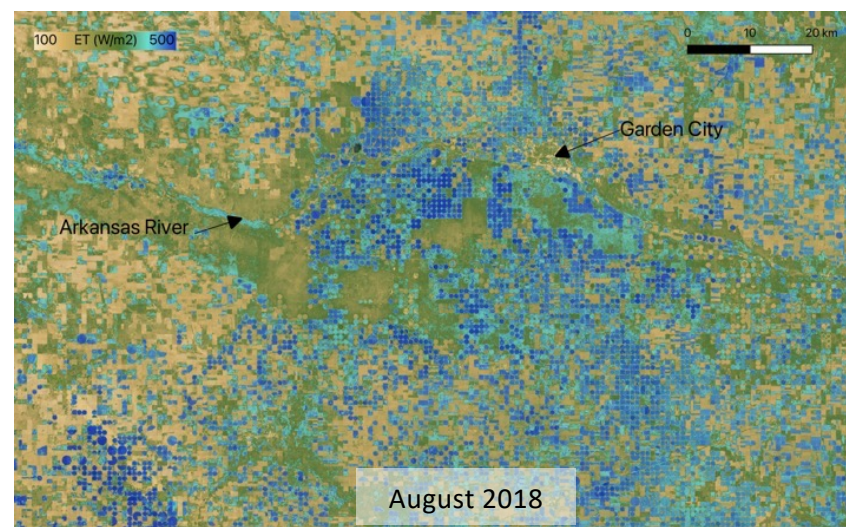 100 ET (W/m2) 500
0 10 20 km
Garden City
Arkansas River
August 2018